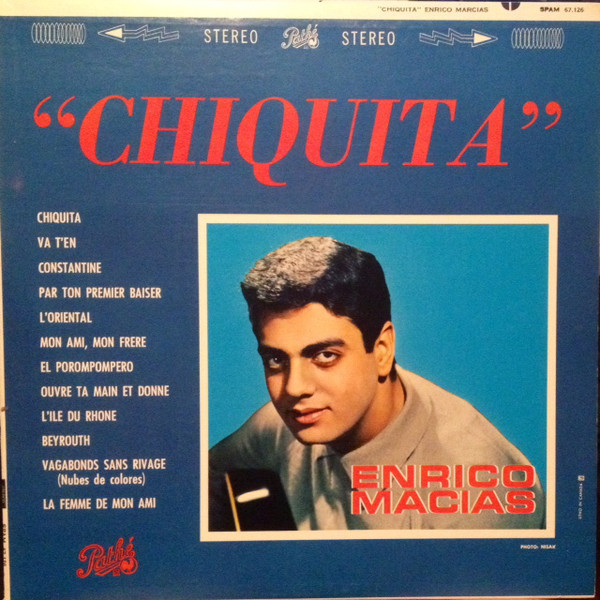 "CHIQUITA" ENRICO MACIAS SPAM 67.126
STEREO Pathé STEREO
"CHIQUITA"
CHIQUITA
VA T'EN
CONSTANTINE
PAR TON PREMIER BAISER
L'ORIENTAL
MON AMI, MON FRERE
EL POROMPOMPERO
OUVRE TA MAIN ET DONNE
L'ILE DU RHONE
BEYROUTH
VAGABONDS SANS RIVAGE
(Nubes de colores)
LA FEMME DE MON AMI
ENRICO
MACIAS
PHOTO: NISAK
Pathé